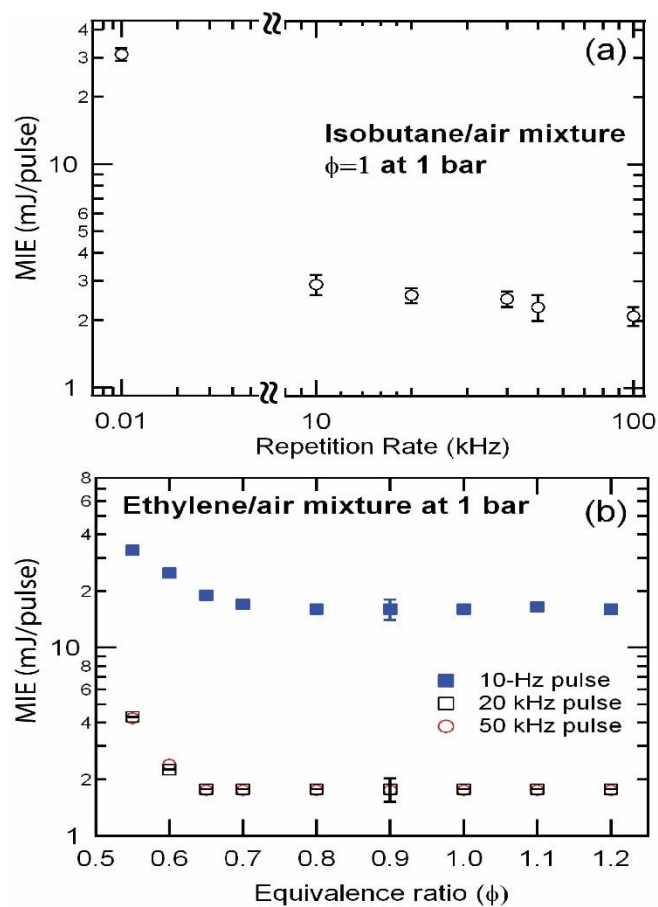 4
3
2
(a)
Isobutane/air mixture
ϕ=1 at 1 bar
10
6
5
4
3
2
1
MIE (mJ/pulse)
0.01
10
100
Repetition Rate (kHz)
8
6
4
2
Ethylene/air mixture at 1 bar
(b)
10
8
6
4
2
1
MIE (mJ/pulse)
10-Hz pulse
20 kHz pulse
50 kHz pulse
0.5 0.6 0.7 0.8 0.9 1.0 1.1 1.2
Equivalence ratio (ϕ)